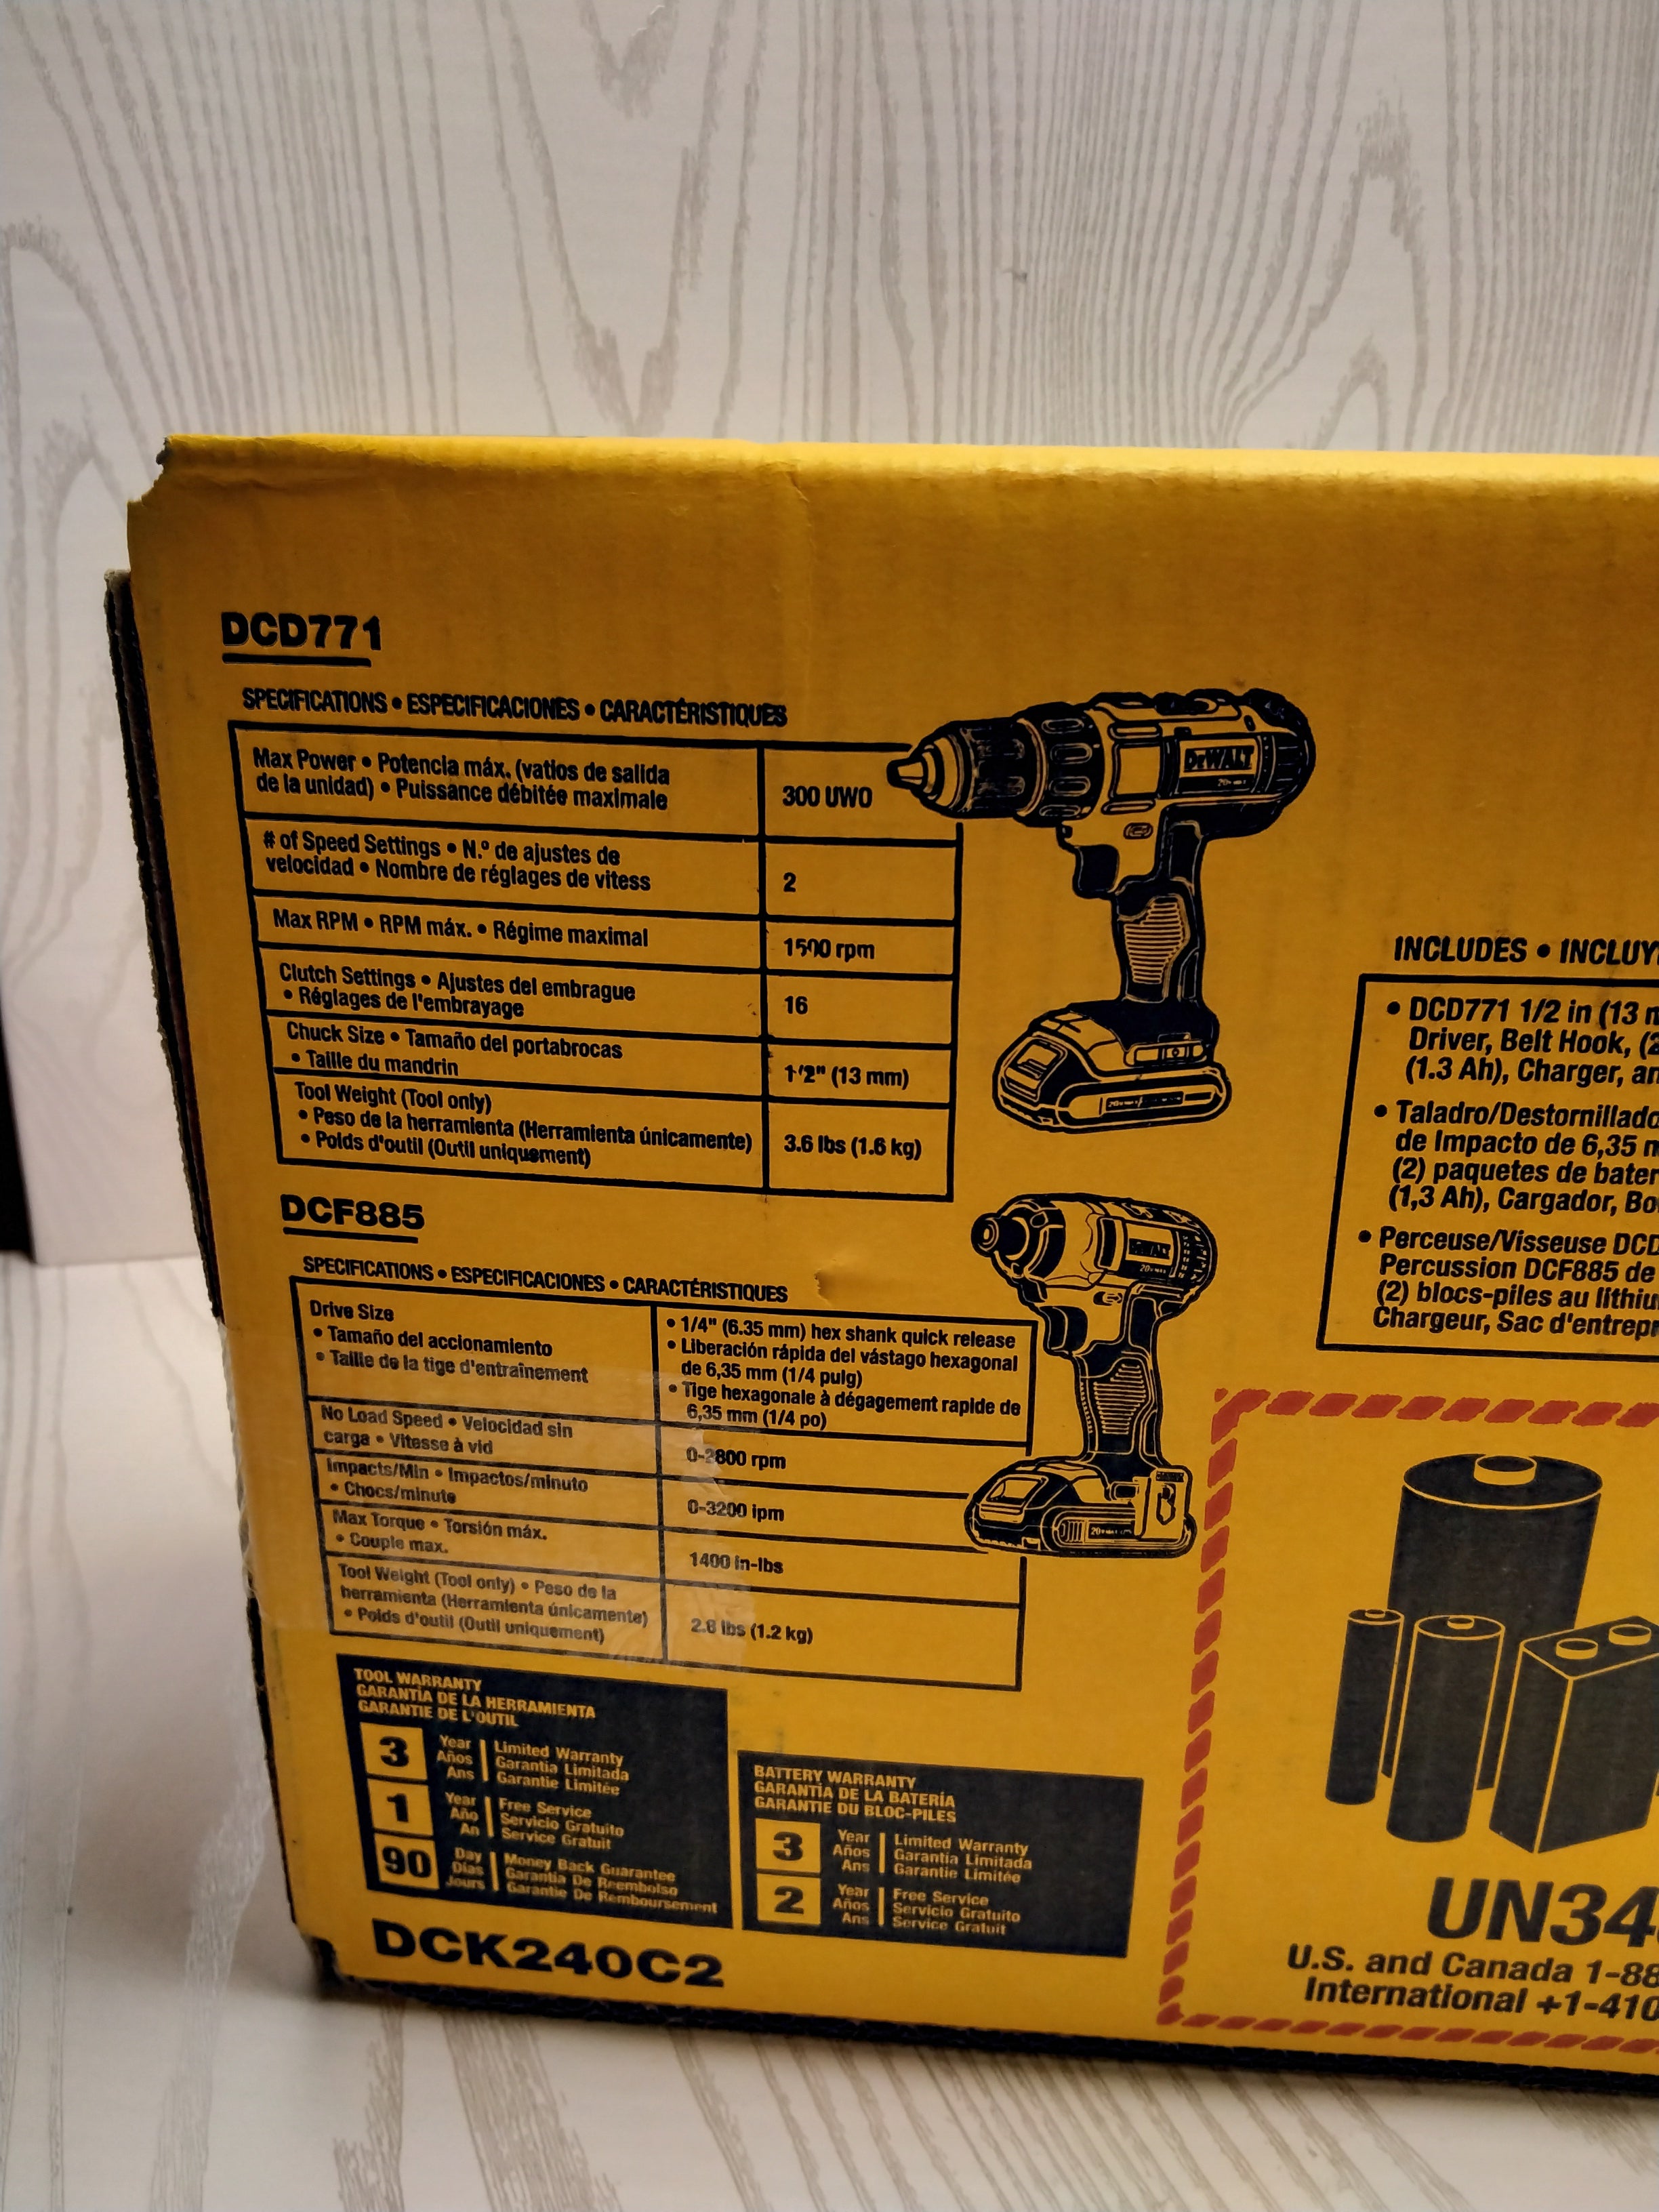 DCD771
SPECIFICATIONS • ESPECIFICACIONES • CARACTÉRISTIQUES
Max Power • Potencia máx. (vatios de salida
de la unidad) • Puissance débitée maximale
300 UWO
# of Speed Settings • N.º de ajustes de
velocidad • Nombre de réglages de vitess
2
Max RPM • RPM máx. • Régime maximal
1500 rpm
Clutch Settings • Ajustes del embrague
• Réglages de l'embrayage
16
Chuck Size • Tamaño del portabrocas
• Taille du mandrin
1/2" (13 mm)
Tool Weight (Tool only)
• Peso de la herramienta (Herramienta únicamente)
• Poids d'outil (Outil uniquement)
3.6 lbs (1.6 kg)
DEWALT
20V MAX
DCF885
SPECIFICATIONS • ESPECIFICACIONES • CARACTÉRISTIQUES
Drive Size
• Tamaño del accionamiento
• Taille de la tige d'entraînement
• 1/4" (6.35 mm) hex shank quick release
• Liberación rápida del vástago hexagonal
de 6,35 mm (1/4 pulg)
• Tige hexagonale à dégagement rapide de
6,35 mm (1/4 po)
No Load Speed • Velocidad sin
carga • Vitesse à vid
0-2800 rpm
Impacts/Min • Impactos/minuto
• Chocs/minute
0-3200 ipm
Max Torque • Torsión máx.
• Couple max.
1400 in-lbs
Tool Weight (Tool only) • Peso de la
herramienta (Herramienta únicamente)
• Poids d'outil (Outil uniquement)
2.8 lbs (1.2 kg)
DEWALT
20V MAX
TOOL WARRANTY
GARANTÍA DE LA HERRAMIENTA
GARANTIE DE L'OUTIL
3 Year Años Ans
Limited Warranty
Garantía Limitada
Garantie Limitée
1 Year Año An
Free Service
Servicio Gratuito
Service Gratuit
90 Day Días Jours
Money Back Guarantee
Garantía De Reembolso
Garantie De Remboursement
BATTERY WARRANTY
GARANTÍA DE LA BATERÍA
GARANTIE DU BLOC-PILES
3 Year Años Ans
Limited Warranty
Garantía Limitada
Garantie Limitée
2 Year Años Ans
Free Service
Servicio Gratuito
Service Gratuit
DCK240C2
INCLUDES • INCLUY
• DCD771 1/2 in (13 m
Driver, Belt Hook, (2
(1.3 Ah), Charger, an
• Taladro/Destornillado
de Impacto de 6,35 m
(2) paquetes de bater
(1,3 Ah), Cargador, Bo
• Perceuse/Visseuse DCD
Percussion DCF885 de
(2) blocs-piles au lithiu
Chargeur, Sac d'entrepr
UN34
U.S. and Canada 1-88
International +1-410